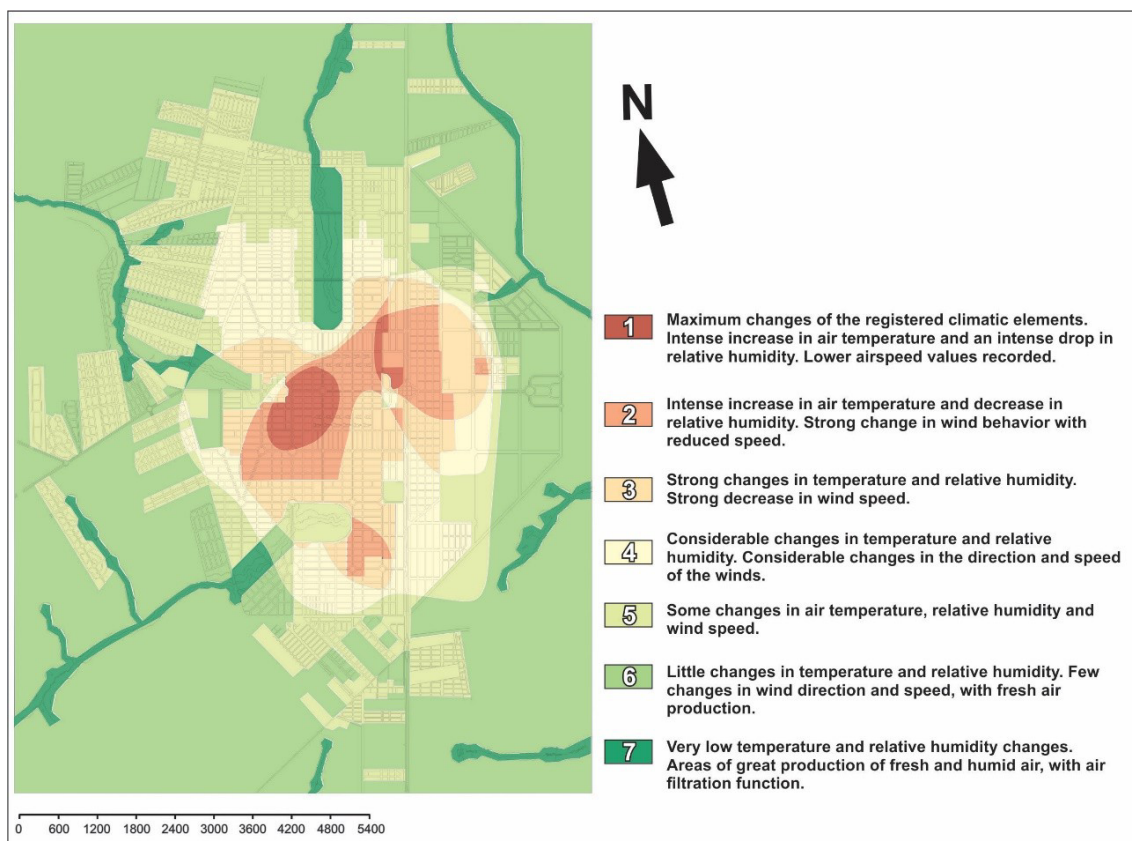 N
1
Maximum changes of the registered climatic elements.
Intense increase in air temperature and an intense drop in
relative humidity. Lower airspeed values recorded.
2
Intense increase in air temperature and decrease in
relative humidity. Strong change in wind behavior with
reduced speed.
3
Strong changes in temperature and relative humidity.
Strong decrease in wind speed.
4
Considerable changes in temperature and relative
humidity. Considerable changes in the direction and speed
of the winds.
5
Some changes in air temperature, relative humidity and
wind speed.
6
Little changes in temperature and relative humidity. Few
changes in wind direction and speed, with fresh air
production.
7
Very low temperature and relative humidity changes.
Areas of great production of fresh and humid air, with air
filtration function.
0 600 1200 1800 2400 3000 3600 4200 4800 5400